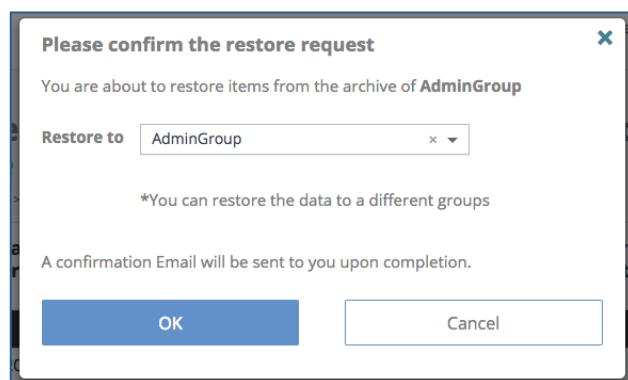 Please confirm the restore request
You are about to restore items from the archive of AdminGroup
Restore to AdminGroup
*You can restore the data to a different groups
A confirmation Email will be sent to you upon completion.
OK Cancel